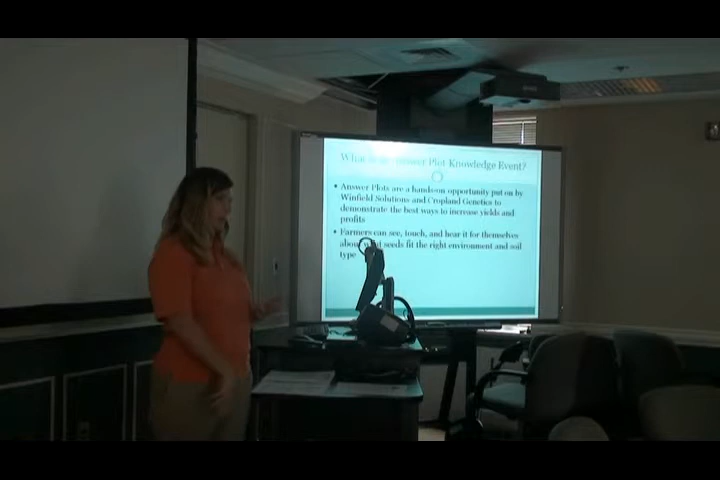 What is an Answer Plot Knowledge Event?
• Answer Plots are a hands-on opportunity put on by
Winfield Solutions and Cropland Genetics to
demonstrate the best ways to increase yields and
profits
• Farmers can see, touch, and hear it for themselves
about what seeds fit the right environment and soil
type